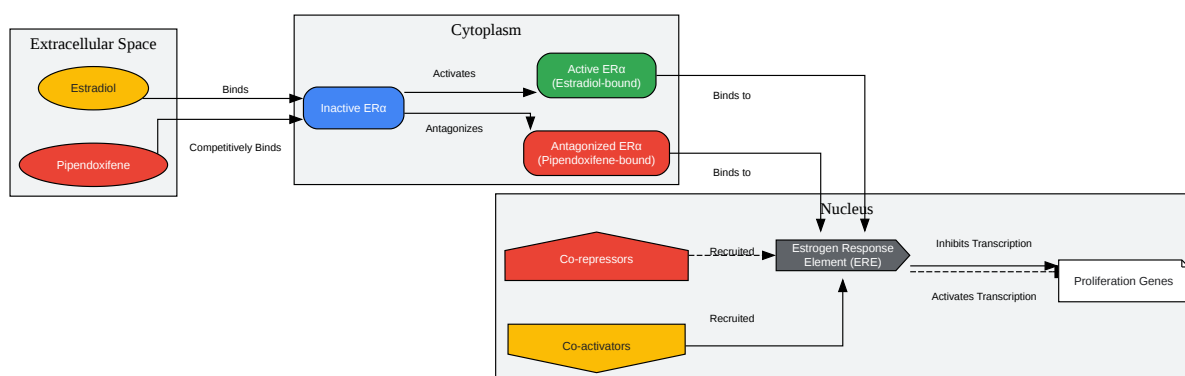 Extracellular Space
Estradiol
Pipendoxifene
Binds
Competitively Binds
Cytoplasm
Inactive ERα
Activates
Antagonizes
Active ERα
(Estradiol-bound)
Antagonized ERα
(Pipendoxifene-bound)
Binds to
Binds to
Nucleus
Co-repressors
Recruited
Estrogen Response
Element (ERE)
Inhibits Transcription
Activates Transcription
Proliferation Genes
Recruited
Co-activators